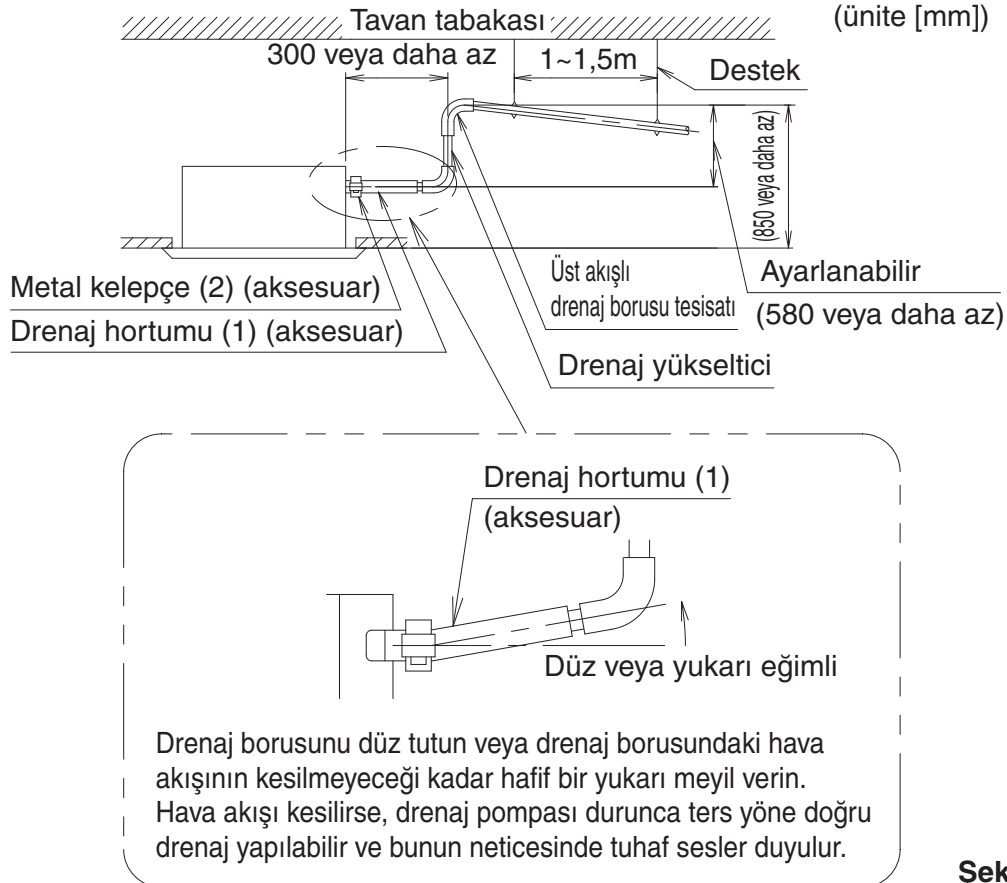 Tavan tabakası
(ünite [mm])
300 veya daha az
1~1,5m
Destek
(850 veya daha az)
Metal kelepçe (2) (aksesuar)
Drenaj hortumu (1) (aksesuar)
Üst akışlı
drenaj borusu tesisatı
Ayarlanabilir
(580 veya daha az)
Drenaj yükseltici
Drenaj hortumu (1)
(aksesuar)
Düz veya yukarı eğimli
Drenaj borusunu düz tutun veya drenaj borusundaki hava
akışının kesilmeyeceği kadar hafif bir yukarı meyil verin.
Hava akışı kesilirse, drenaj pompası durunca ters yöne doğru
drenaj yapılabilir ve bunun neticesinde tuhaf sesler duyulur.
Sek